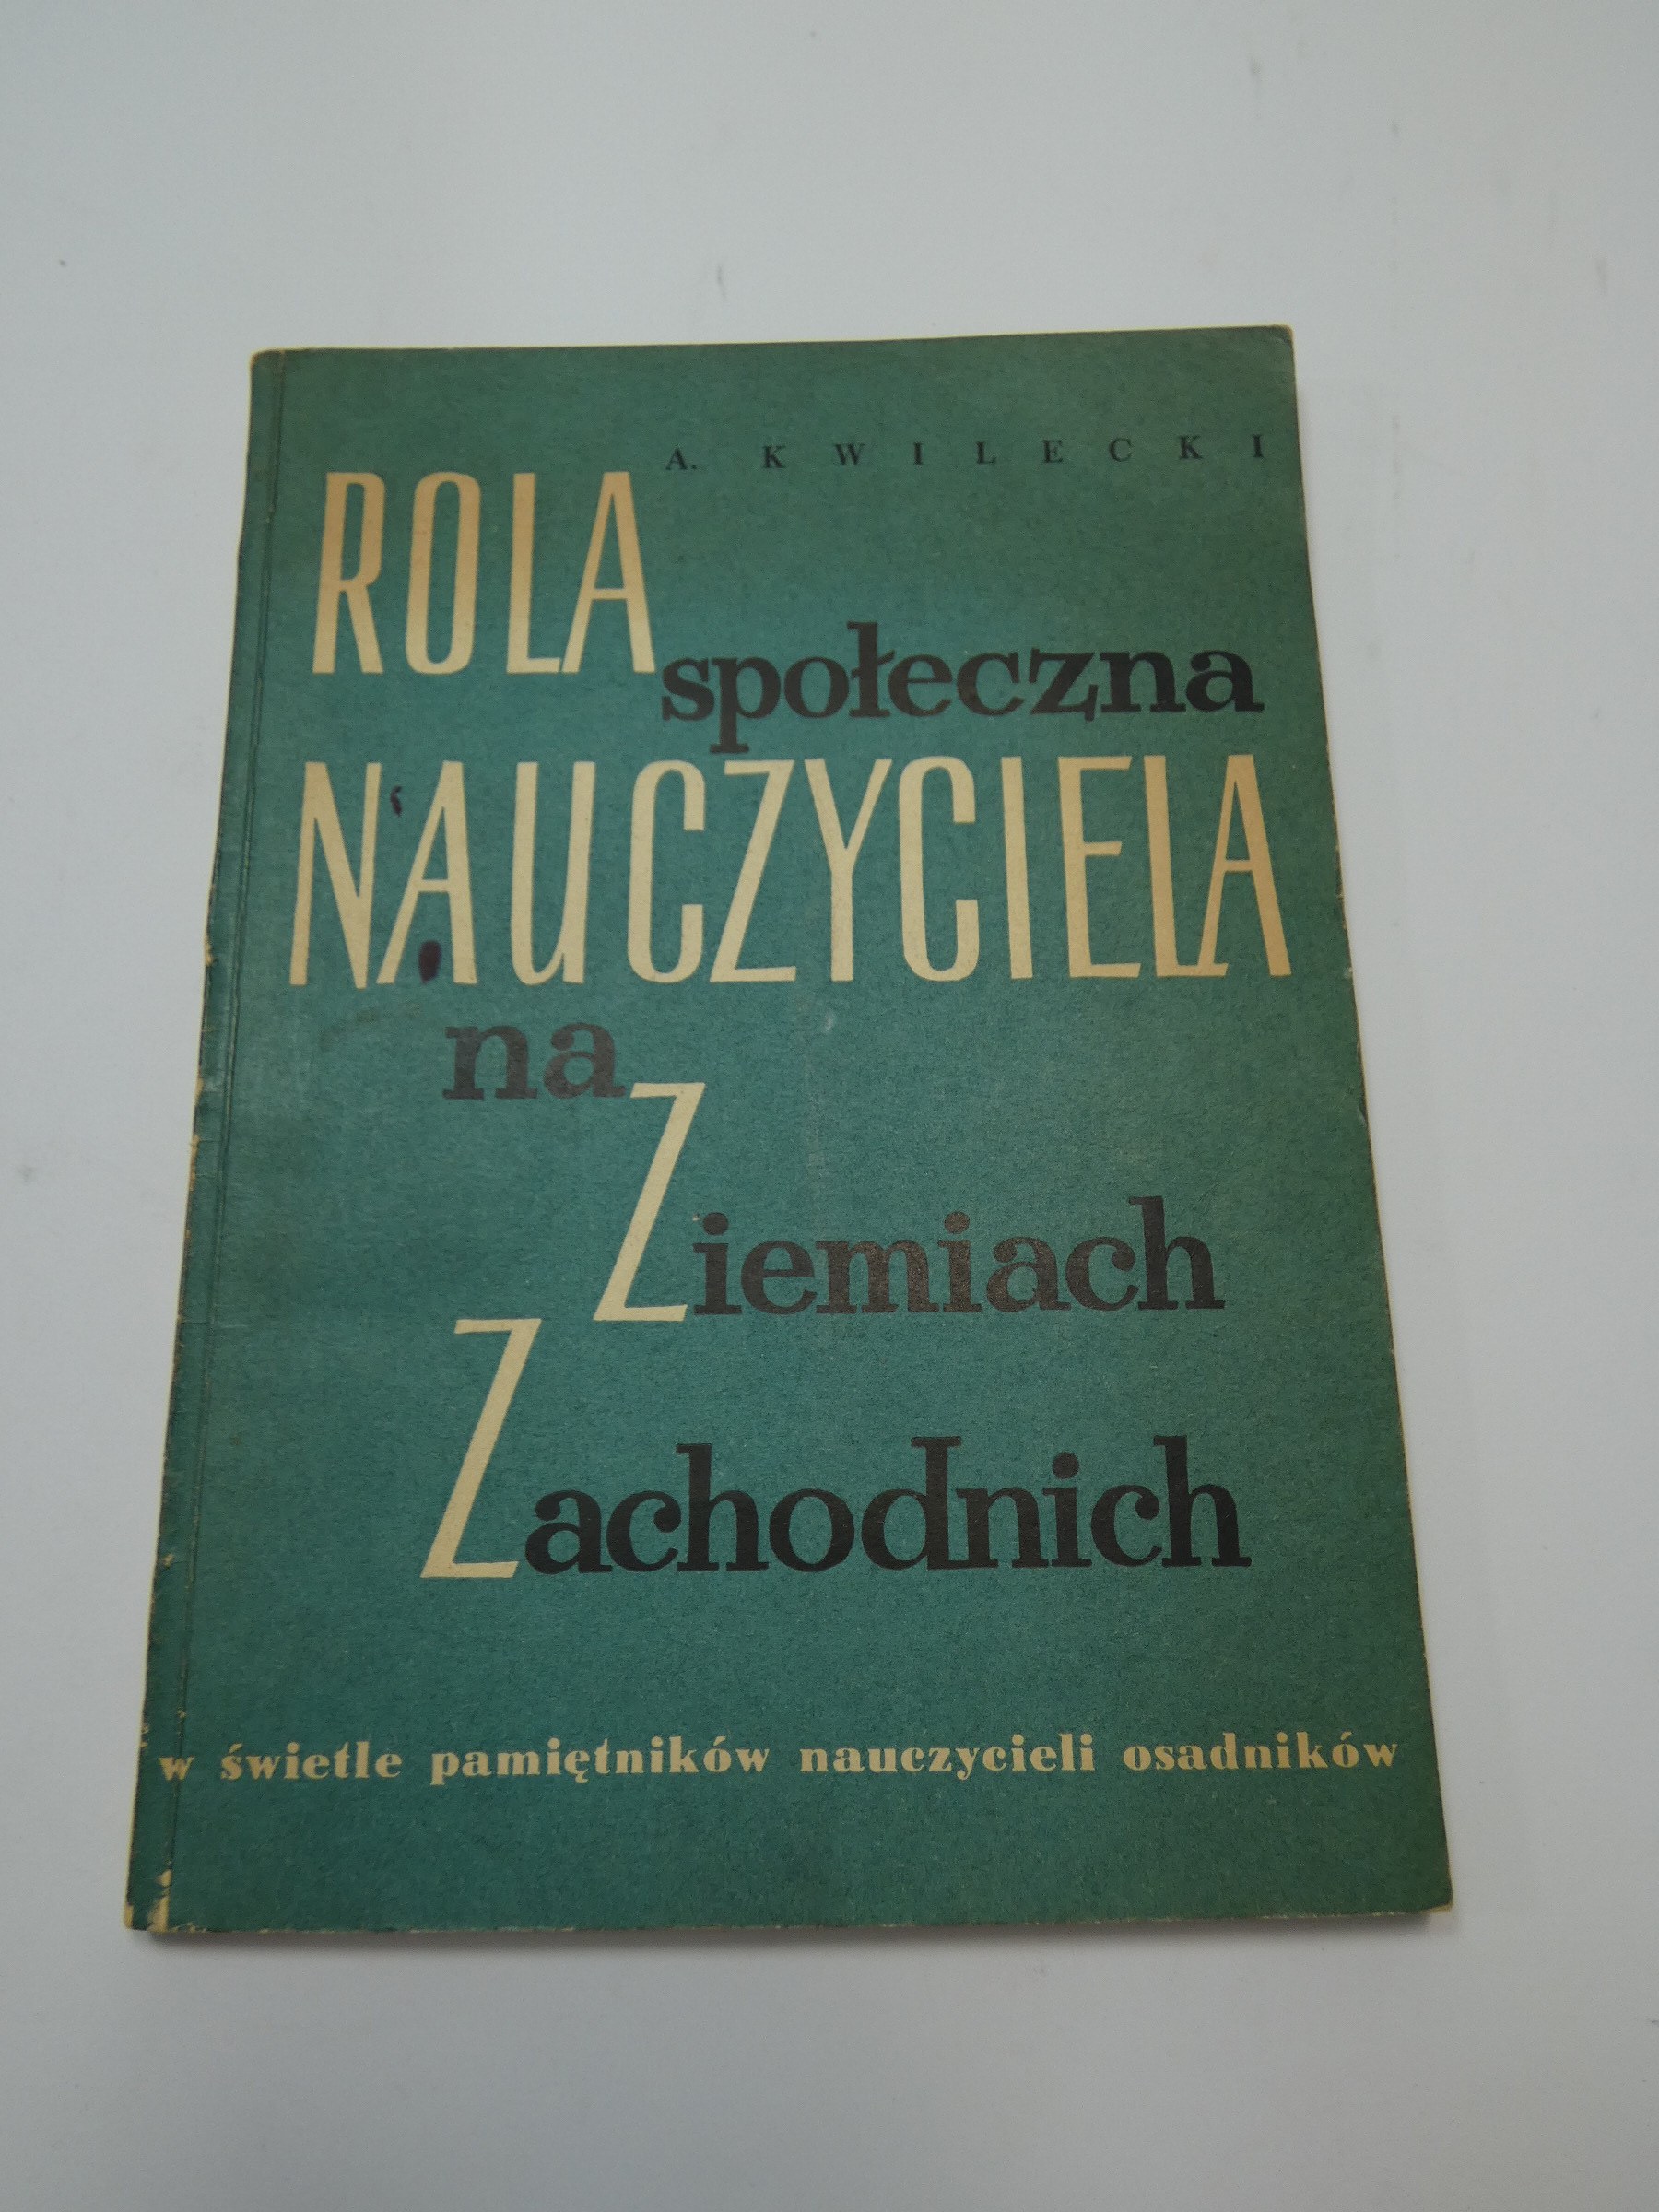 A. KWILECKI
ROLA
społeczna
NAUCZYCIELA
na
Ziemiach
Zachodnich
w świetle pamiętników nauczycieli osadników